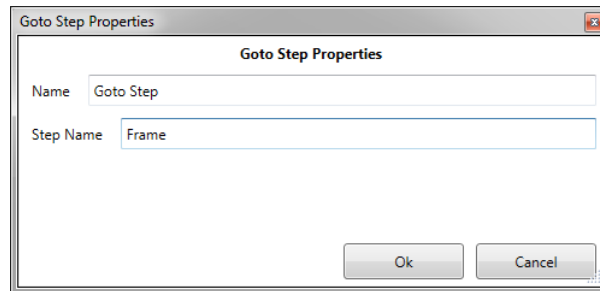 Goto Step Properties
Goto Step Properties
Name Goto Step
Step Name Frame
Ok Cancel